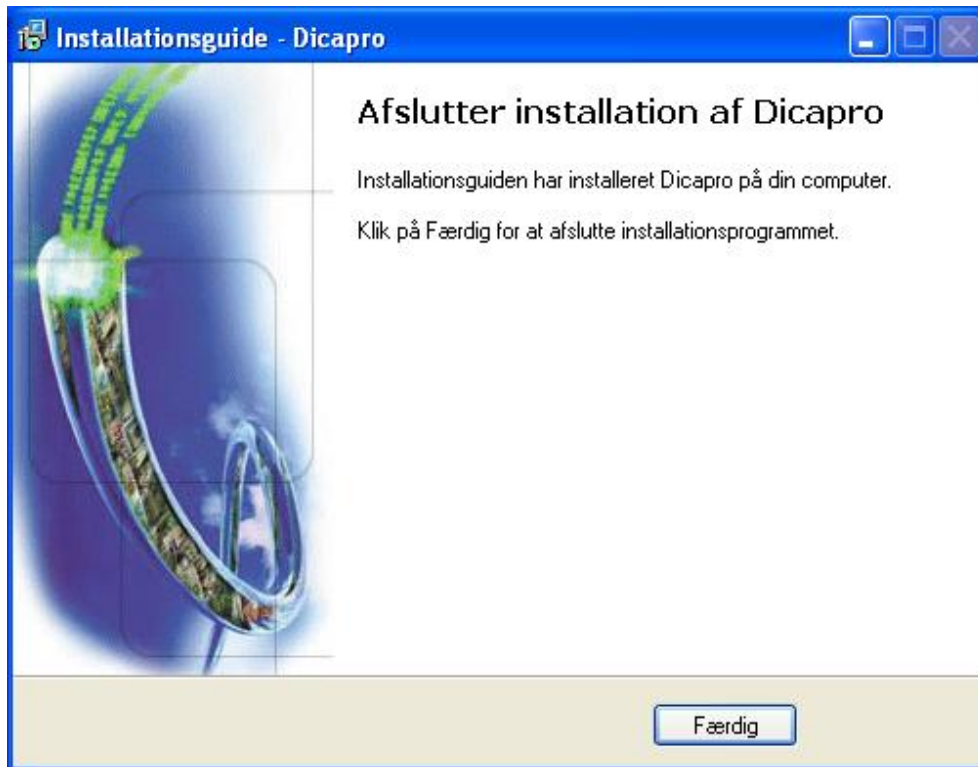 Installationsguide - Dicapro
Afslutter installation af Dicapro
Installationsguiden har installeret Dicapro på din computer.
Klik på Færdig for at afslutte installationsprogrammet.
Færdig